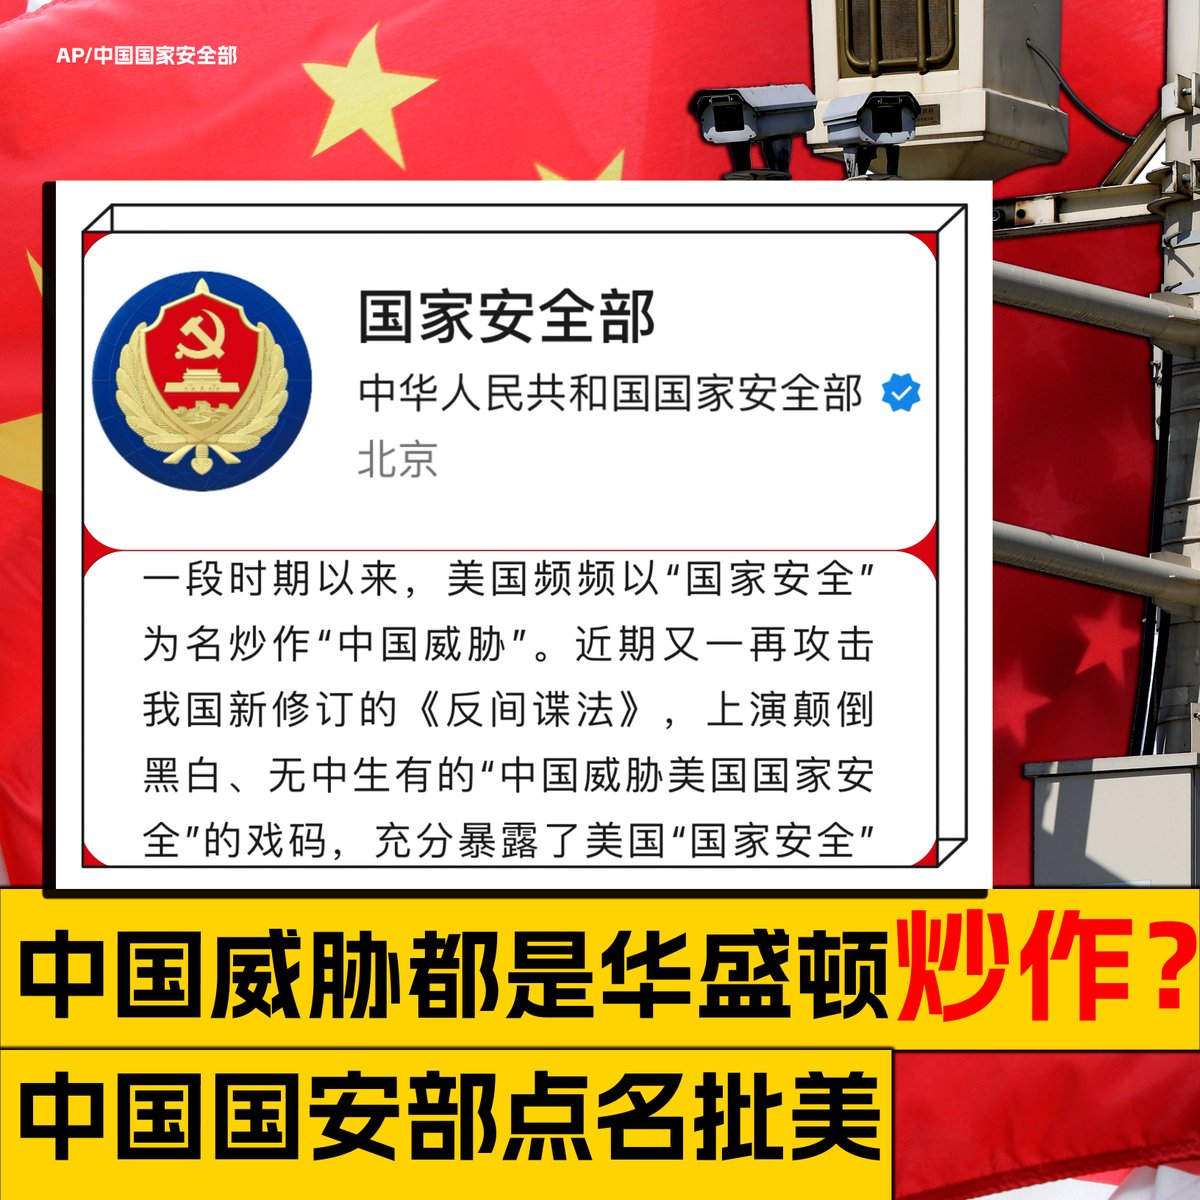 AP/中国国家安全部
国家安全部
中华人民共和国国家安全部
北京
一段时期以来，美国频频以“国家安全”
为名炒作“中国威胁”。近期又一再攻击
我国新修订的《反间谍法》，上演颠倒
黑白、无中生有的“中国威胁美国国家安
全”的戏码，充分暴露了美国“国家安全”
中国威胁都是华盛顿炒作?
中国国安部点名批美